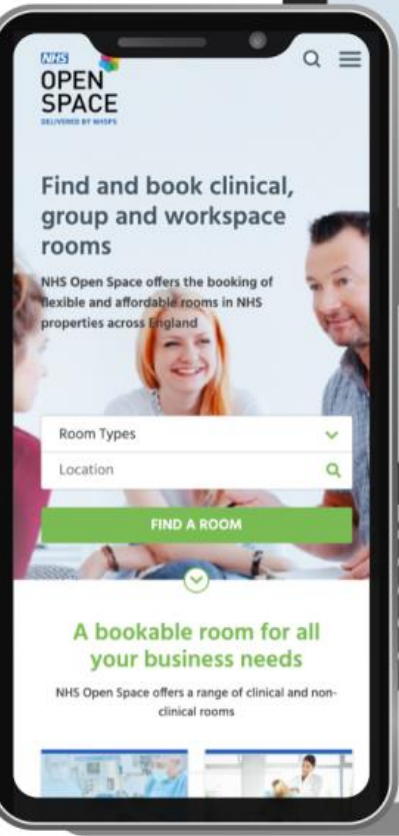 NHS
OPEN
SPACE
DELIVERED BY NHSPS
Find and book clinical,
group and workspace
rooms
NHS Open Space offers the booking of
flexible and affordable rooms in NHS
properties across England
Room Types
Location
FIND A ROOM
A bookable room for all
your business needs
NHS Open Space offers a range of clinical and non-
clinical rooms